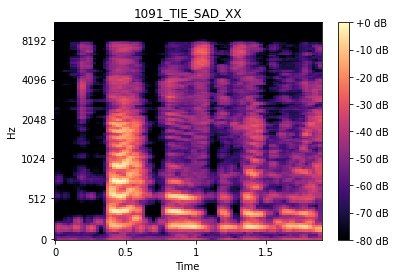 1091_TIE_SAD_XX
8192
4096
2048
1024
512
0
Hz
0
0.5
1
1.5
Time
+0 dB
-10 dB
-20 dB
-30 dB
-40 dB
-50 dB
-60 dB
-70 dB
-80 dB